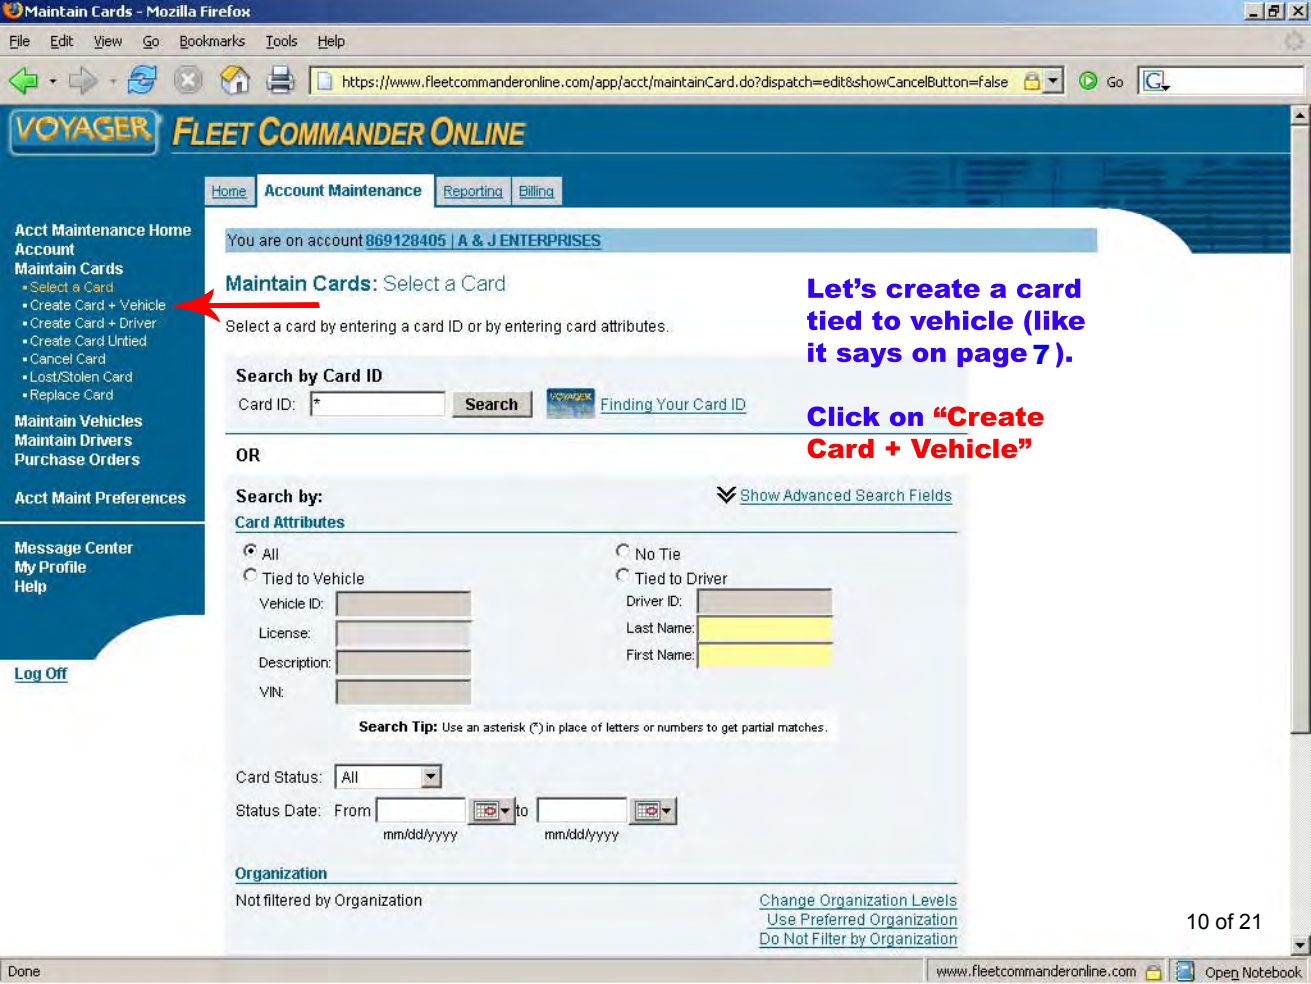 Maintain Cards - Mozilla Firefox
File Edit View Go Bookmarks Tools Help
https://www.fleetcommanderonline.com/app/acct/maintainCard.do?dispatch=edit&showCancelButton=false Go G
VOYAGER FLEET COMMANDER ONLINE
Home Account Maintenance Reporting Billing
Acct Maintenance Home
Account
Maintain Cards
• Select a Card
• Create Card + Vehicle
• Create Card + Driver
• Create Card Untied
• Cancel Card
• Lost/Stolen Card
• Replace Card
Maintain Vehicles
Maintain Drivers
Purchase Orders
Acct Maint Preferences
Message Center
My Profile
Help
Log Off
You are on account 869128405 | A & J ENTERPRISES
Maintain Cards: Select a Card
Select a card by entering a card ID or by entering card attributes.
Let's create a card
tied to vehicle (like
it says on page 7).
Click on “Create
Card + Vehicle”
Search by Card ID
Card ID: * Search VOYAGER Finding Your Card ID
OR
Search by: Show Advanced Search Fields
Card Attributes
All No Tie
Tied to Vehicle Tied to Driver
Vehicle ID: Driver ID:
License: Last Name:
Description: First Name:
VIN:
Search Tip: Use an asterisk (*) in place of letters or numbers to get partial matches.
Card Status: All
Status Date: From to
mm/dd/yyyy mm/dd/yyyy
Organization
Not filtered by Organization Change Organization Levels
Use Preferred Organization
Do Not Filter by Organization
10 of 21
Done www.fleetcommanderonline.com Open Notebook